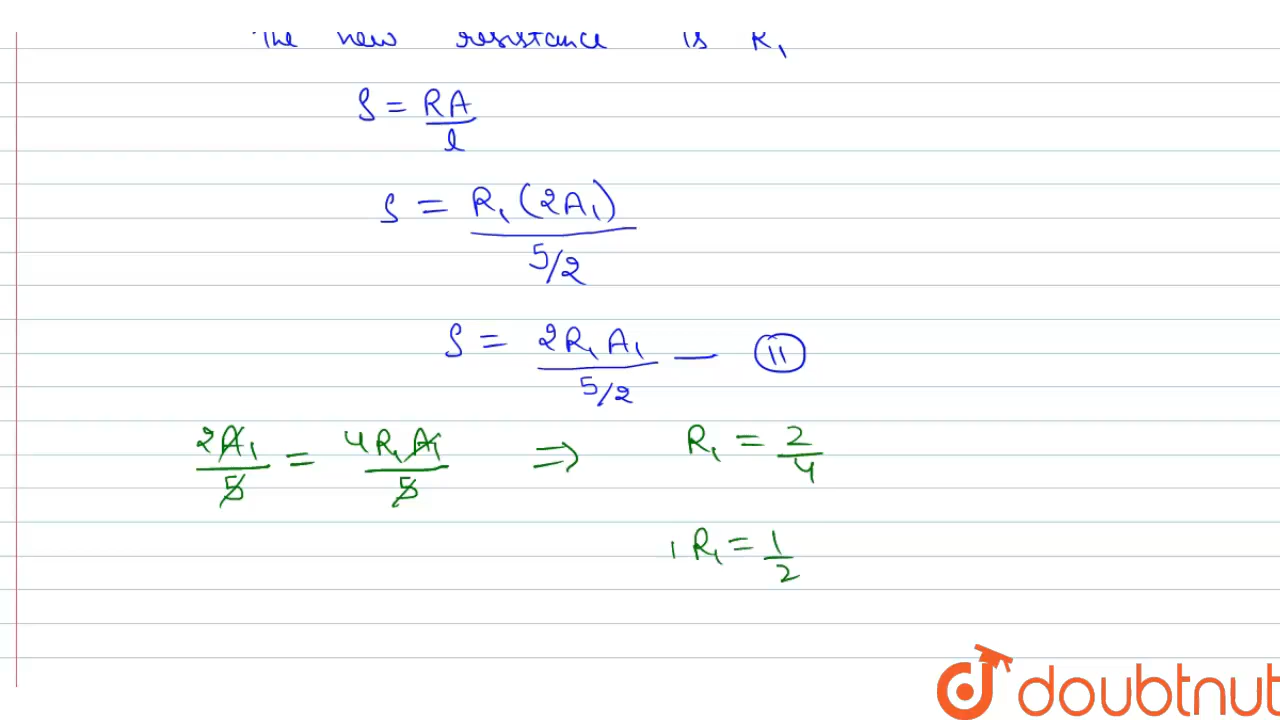 The new resistance is R₁
ρ = RA/l
ρ = R₁(2A₁)/5/2
ρ = 2R₁A₁/5/2 — (II)
2A₁/5 = 4R₁A₁/5 ⇒ R₁ = 2/4
R₁ = 1/2
doubtnut